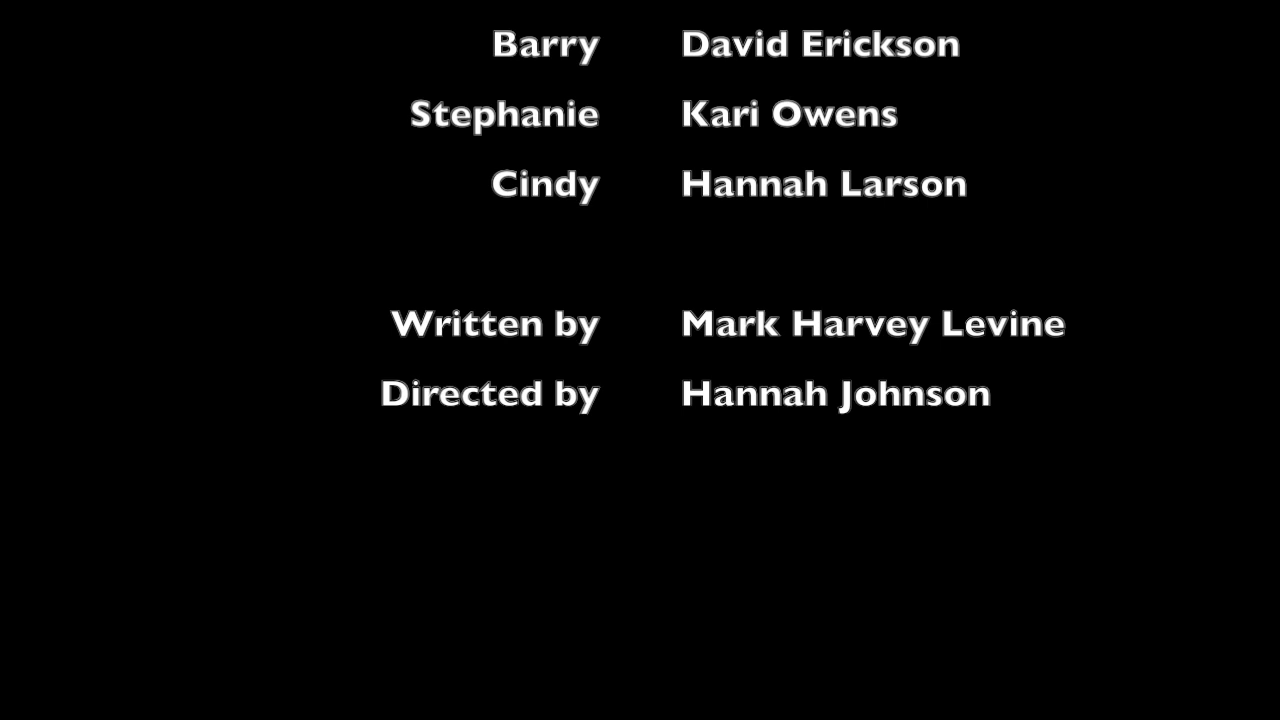 Barry David Erickson
Stephanie Kari Owens
Cindy Hannah Larson
Written by Mark Harvey Levine
Directed by Hannah Johnson